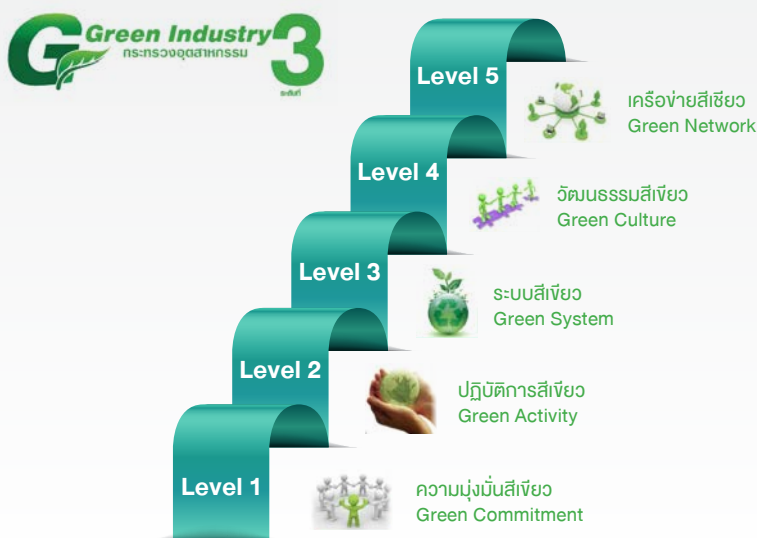 Green Industry
กระทรวงอุตสาหกรรม
3
ระดับที่
Level 5
เครือข่ายสีเขียว
Green Network
Level 4
วัฒนธรรมสีเขียว
Green Culture
Level 3
ระบบสีเขียว
Green System
Level 2
ปฏิบัติการสีเขียว
Green Activity
Level 1
ความมุ่งมั่นสีเขียว
Green Commitment